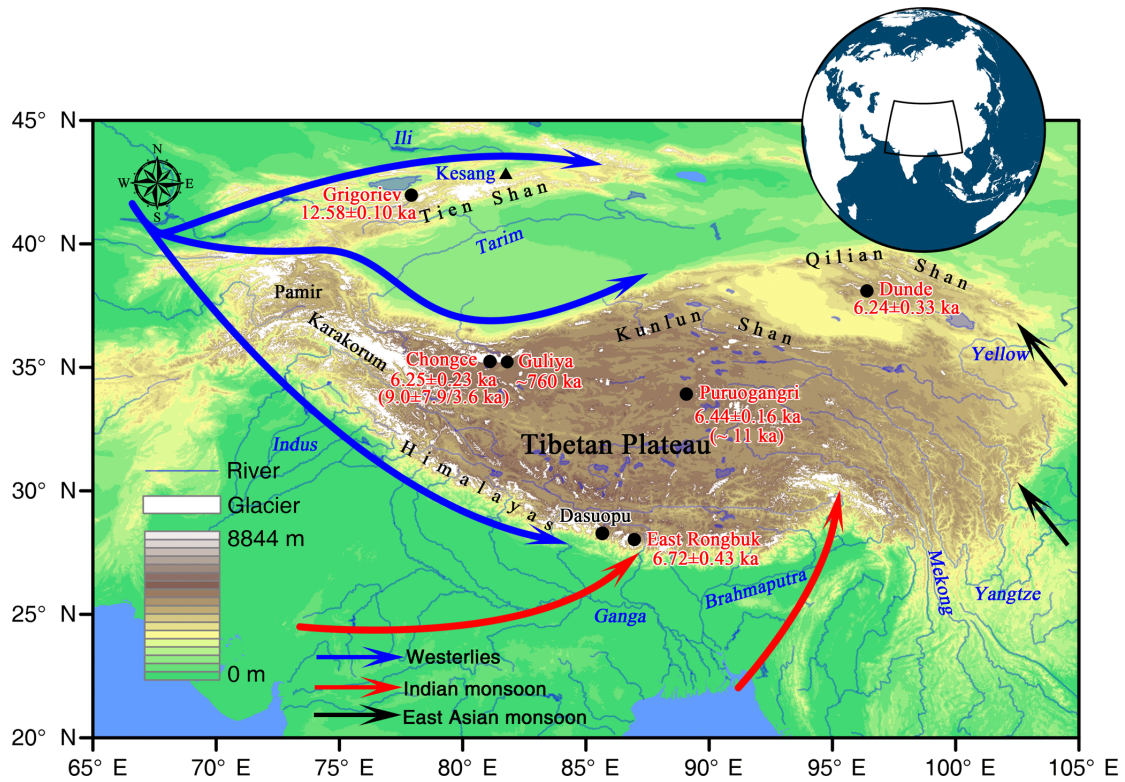 45° N
40° N
35° N
30° N
25° N
20° N
65° E
70° E
75° E
80° E
85° E
90° E
95° E
100° E
105° E
N
W
E
S
Ili
Kesang
Grigoriev
12.58±0.10 ka
Tien Shan
Tarim
Qilian Shan
Dunde
6.24±0.33 ka
Pamir
Karakorum
Kunlun Shan
Yellow
Chongce
6.25±0.23 ka
(9.0±7.9/3.6 ka)
Guliya
~760 ka
Puruogangri
6.44±0.16 ka
(~ 11 ka)
Tibetan Plateau
Indus
Himalayas
Dasuopu
East Rongbuk
6.72±0.43 ka
Brahmaputra
Mekong
Yangtze
Ganga
River
Glacier
8844 m
0 m
Westerlies
Indian monsoon
East Asian monsoon